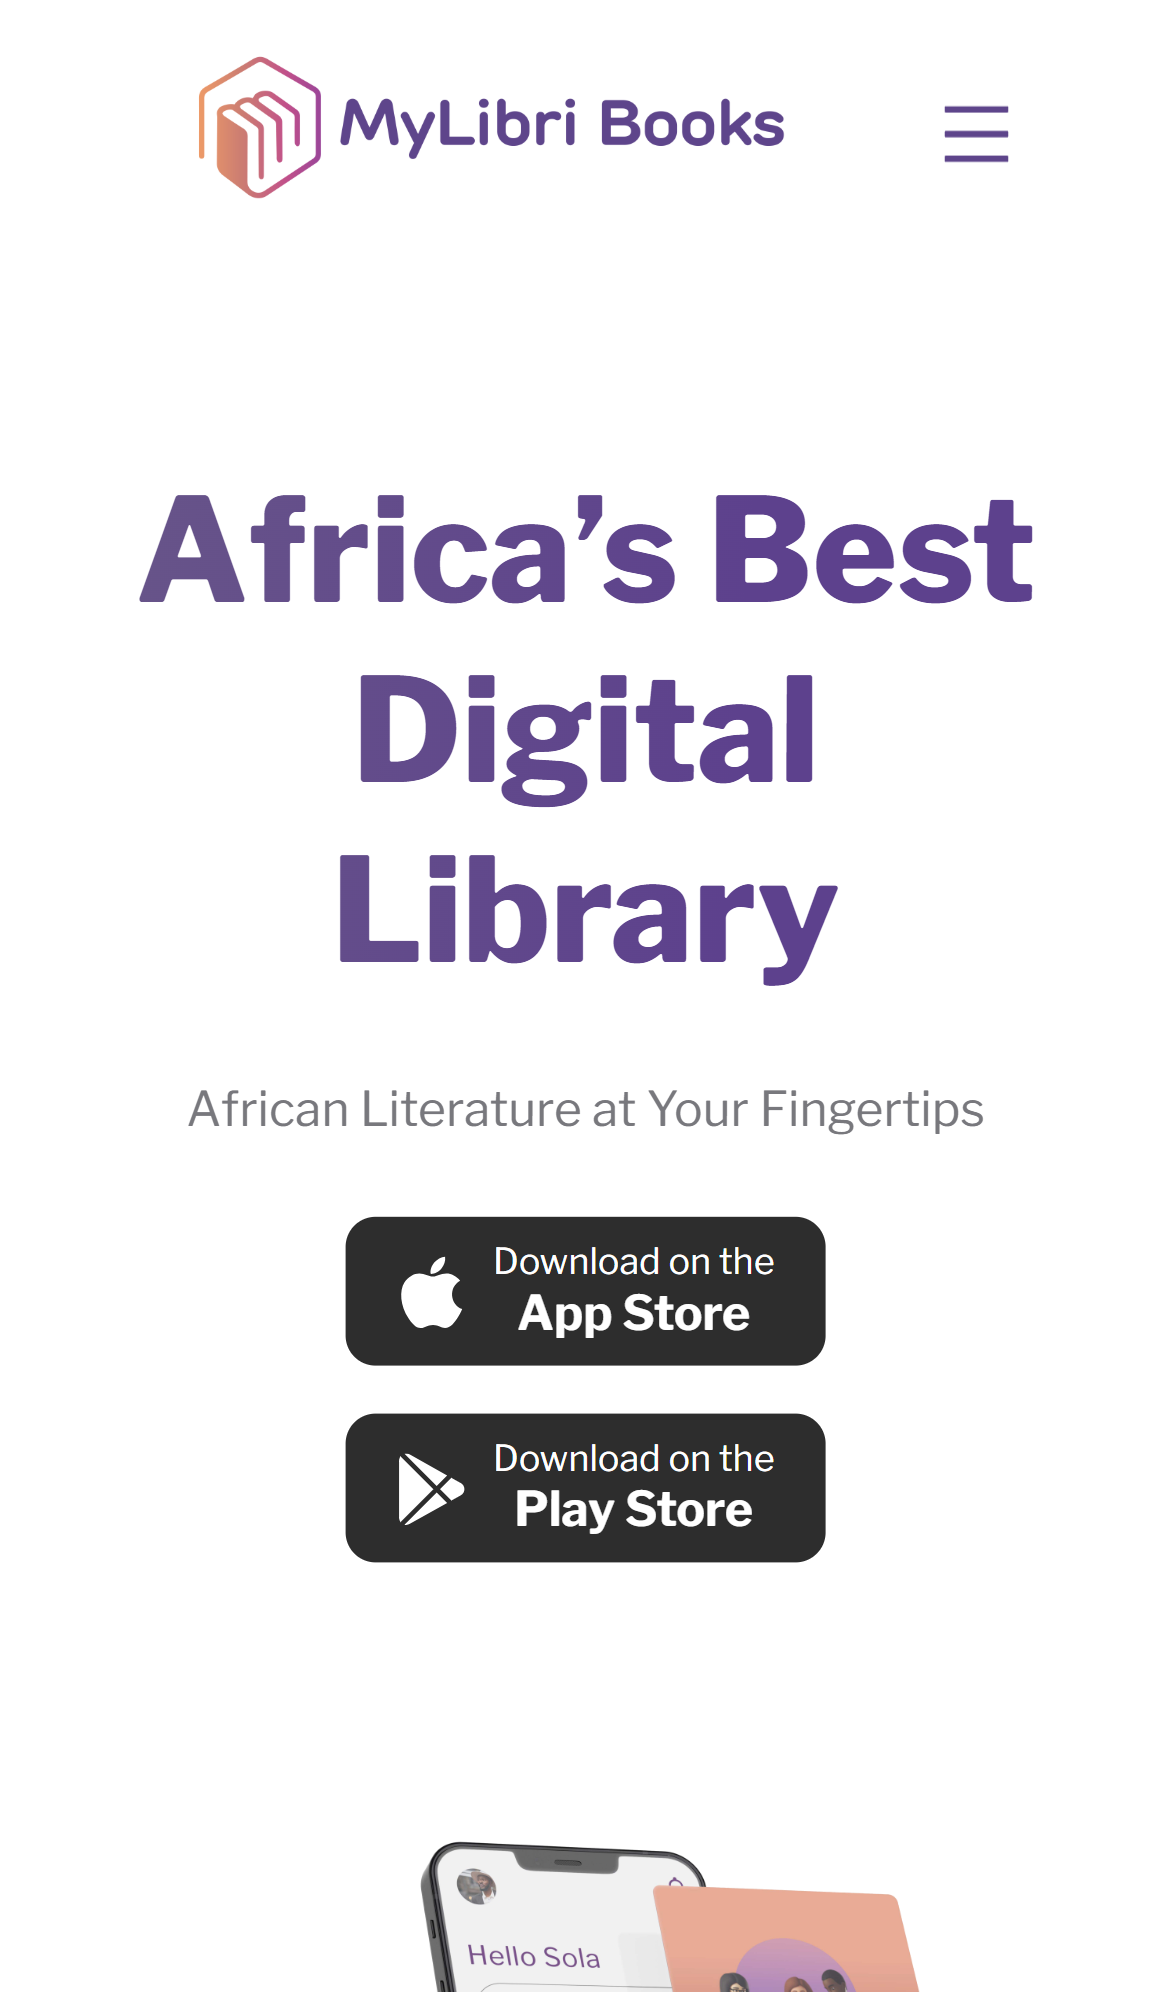 MyLibri Books
Africa’s Best
Digital
Library
African Literature at Your Fingertips
Download on the
App Store
Download on the
Play Store
Hello Sola